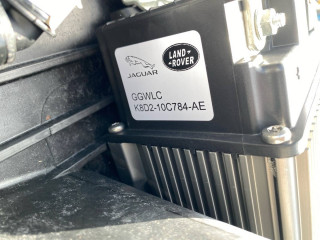 JAGUAR
LAND
ROVER
GGWLC
K8D2-10C784-AE